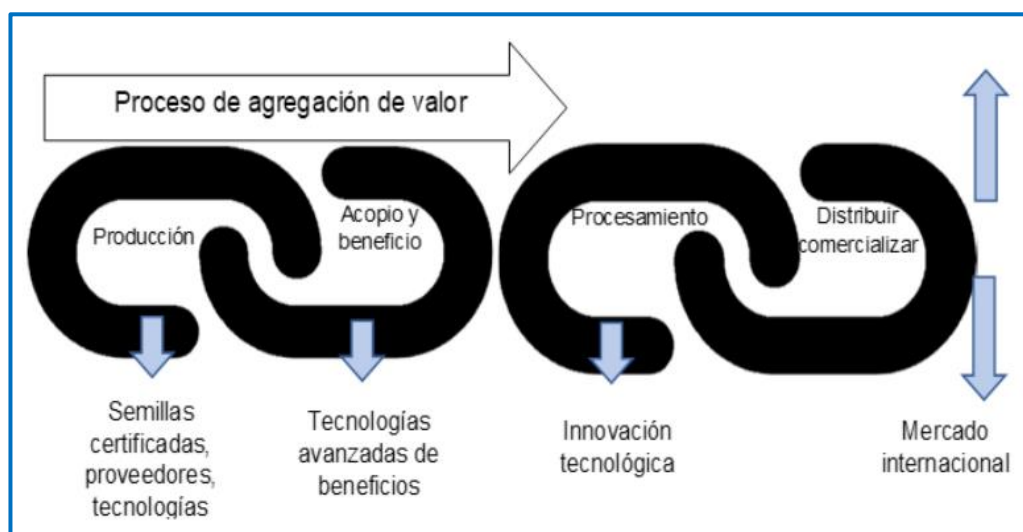 Proceso de agregación de valor
Producción
Acopio y
beneficio
Procesamiento
Distribuir
comercializar
Semillas
certificadas,
proveedores,
tecnologías
Tecnologías
avanzadas de
beneficios
Innovación
tecnológica
Mercado
internacional